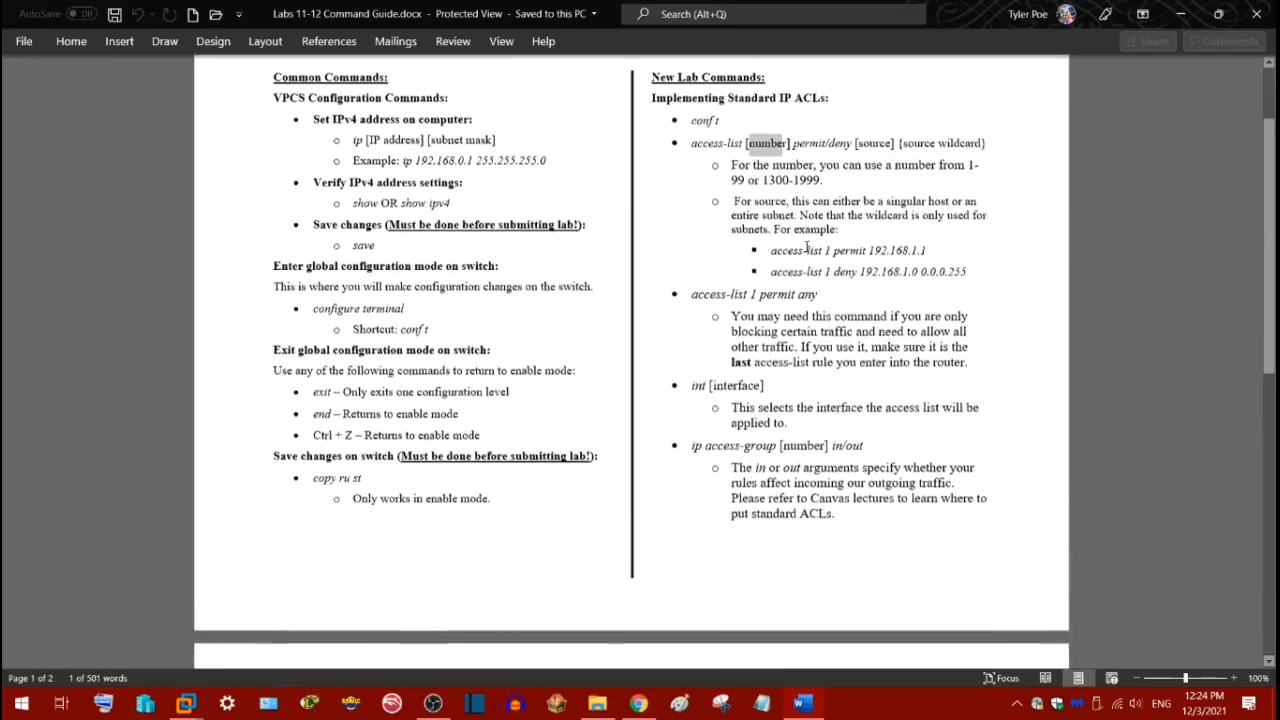 AutoSave Off Labs 11-12 Command Guide.docx - Protected View - Saved to this PC Search (Alt+Q) Tyler Poe
File Home Insert Draw Design Layout References Mailings Review View Help Share Comments
Common Commands:
VPCS Configuration Commands:
• Set IPv4 address on computer:
o ip [IP address] [subnet mask]
o Example: ip 192.168.0.1 255.255.255.0
• Verify IPv4 address settings:
o show OR show ipv4
• Save changes (Must be done before submitting lab!):
o save
Enter global configuration mode on switch:
This is where you will make configuration changes on the switch.
• configure terminal
o Shortcut: conf t
Exit global configuration mode on switch:
Use any of the following commands to return to enable mode:
• exit – Only exits one configuration level
• end – Returns to enable mode
• Ctrl + Z – Returns to enable mode
Save changes on switch (Must be done before submitting lab!):
• copy ru st
o Only works in enable mode.
New Lab Commands:
Implementing Standard IP ACLs:
• conf t
• access-list [number] permit/deny [source] {source wildcard}
o For the number, you can use a number from 1-
99 or 1300-1999.
o For source, this can either be a singular host or an
entire subnet. Note that the wildcard is only used for
subnets. For example:
▪ access-list 1 permit 192.168.1.1
▪ access-list 1 deny 192.168.1.0 0.0.0.255
• access-list 1 permit any
o You may need this command if you are only
blocking certain traffic and need to allow all
other traffic. If you use it, make sure it is the
last access-list rule you enter into the router.
• int [interface]
o This selects the interface the access list will be
applied to.
• ip access-group [number] in/out
o The in or out arguments specify whether your
rules affect incoming our outgoing traffic.
Please refer to Canvas lectures to learn where to
put standard ACLs.
Page 1 of 2 1 of 501 words Focus 100%
ENG 12:24 PM
12/3/2021